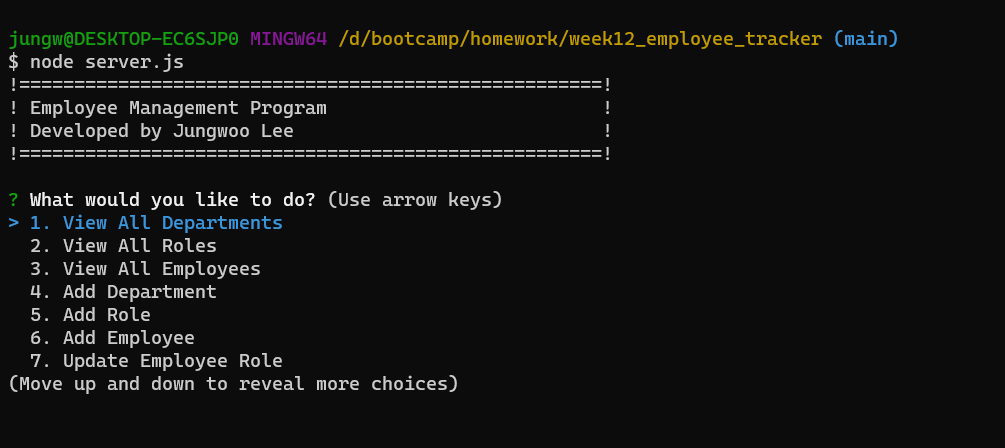 jungw@DESKTOP-EC6SJP0 MINGW64 /d/bootcamp/homework/week12_employee_tracker (main)
$ node server.js
!=====================================================!
! Employee Management Program                         !
! Developed by Jungwoo Lee                            !
!=====================================================!
? What would you like to do? (Use arrow keys)
> 1. View All Departments
  2. View All Roles
  3. View All Employees
  4. Add Department
  5. Add Role
  6. Add Employee
  7. Update Employee Role
(Move up and down to reveal more choices)